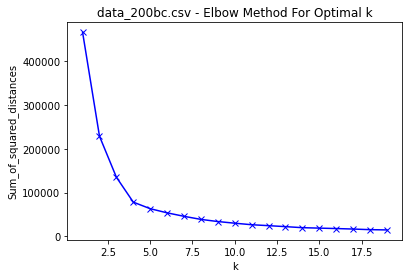 data_200bc.csv - Elbow Method For Optimal k
400000
300000
200000
100000
0
Sum_of_squared_distances
2.5 5.0 7.5 10.0 12.5 15.0 17.5
k